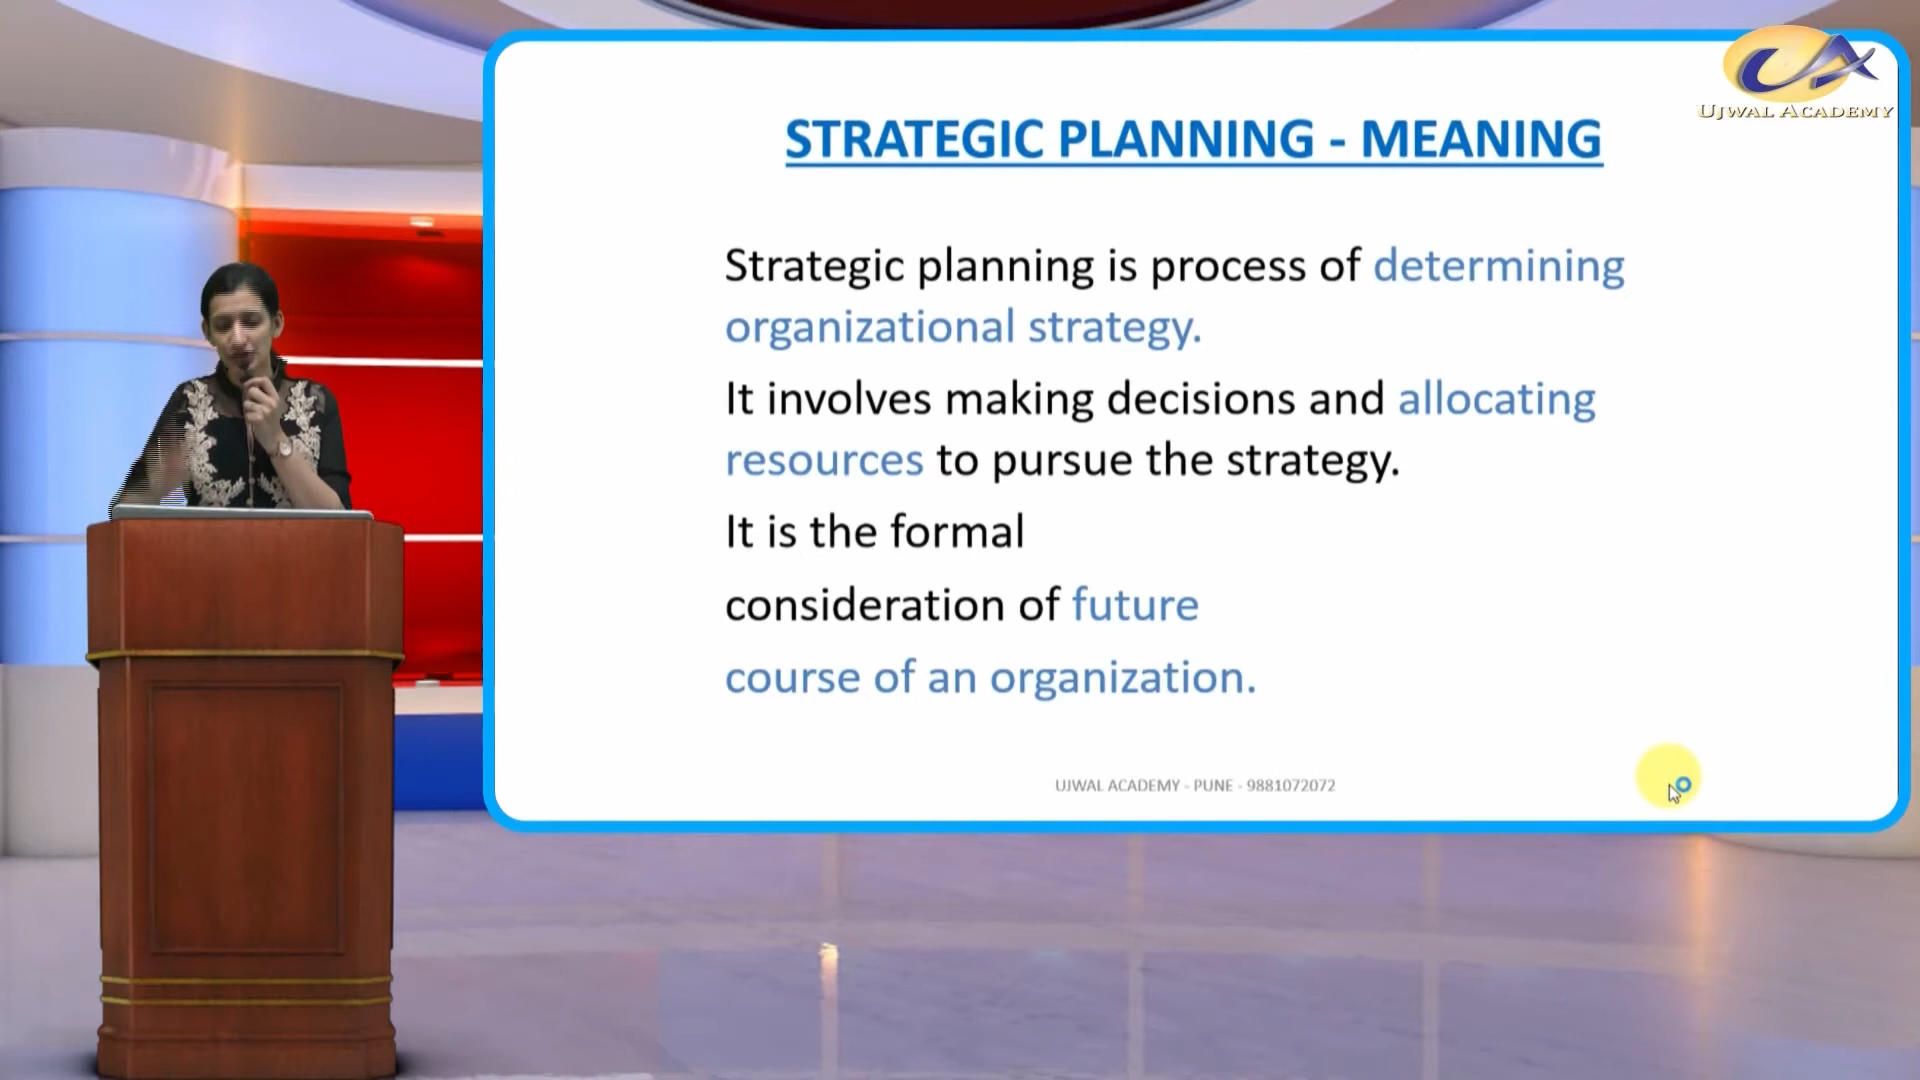 UJWAL ACADEMY
STRATEGIC PLANNING - MEANING
Strategic planning is process of determining
organizational strategy.
It involves making decisions and allocating
resources to pursue the strategy.
It is the formal
consideration of future
course of an organization.
UJWAL ACADEMY - PUNE - 9881072072